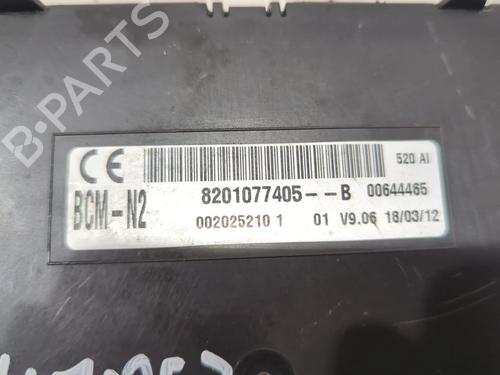 B-PARTS
CE
520 AI
BCM-N2
8201077405--B 00644465
002025210 1 01 V9.06 18/03/12